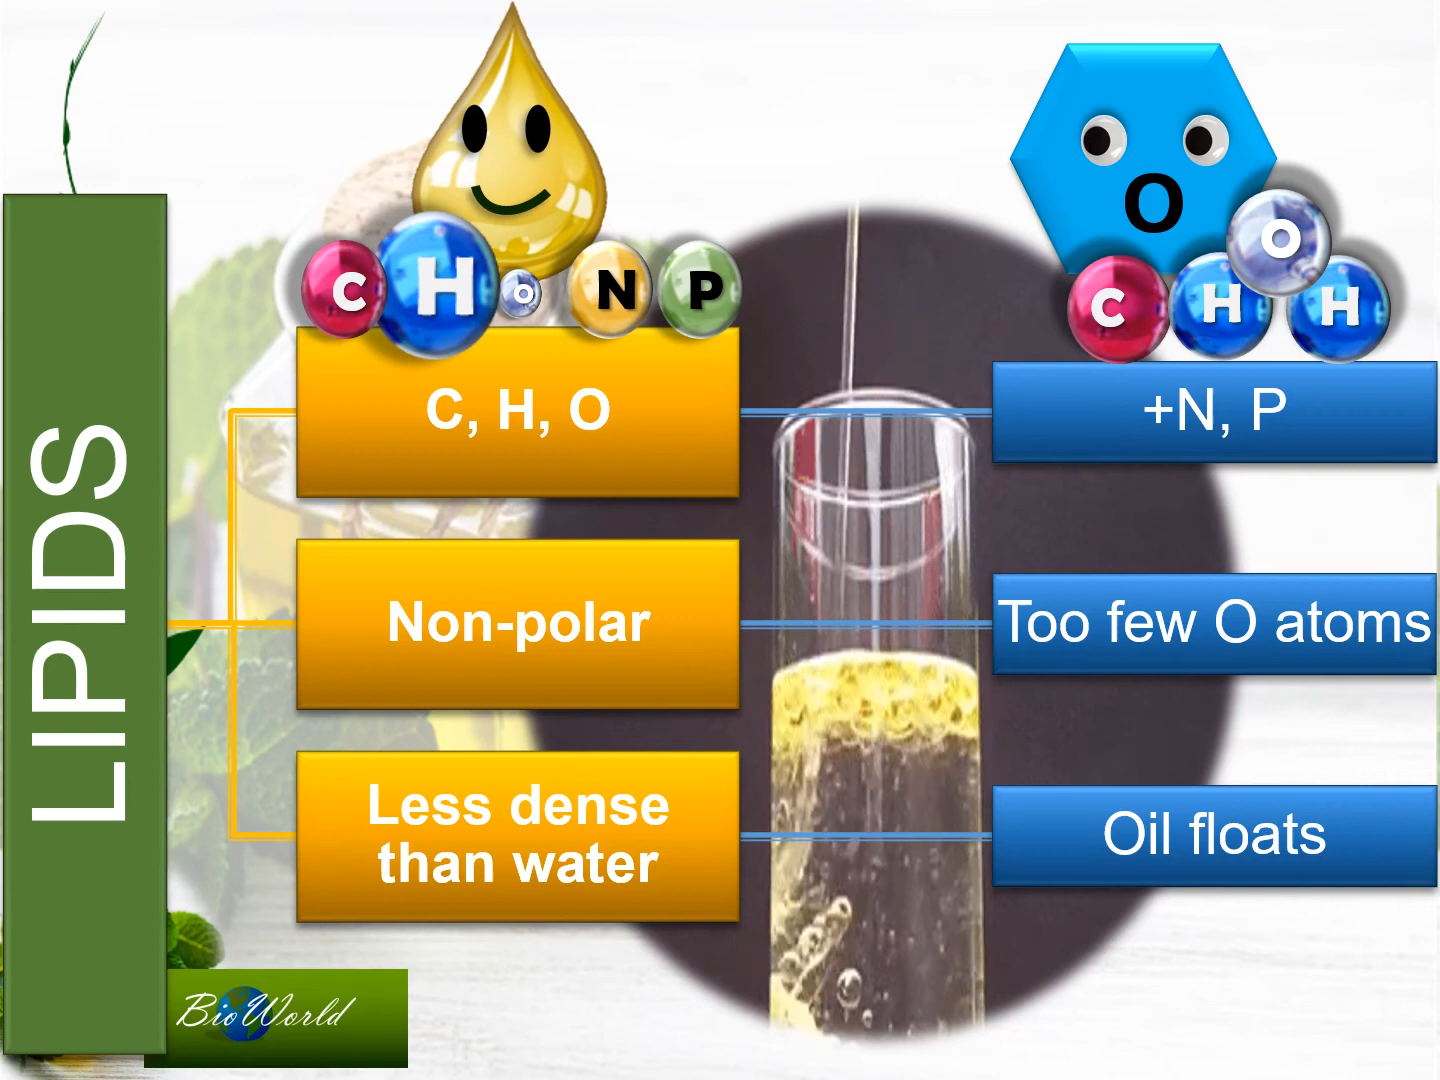 LIPIDS
C H O N P
O
O
C H H
C, H, O
+N, P
Non-polar
Too few O atoms
Less dense
than water
Oil floats
BioWorld